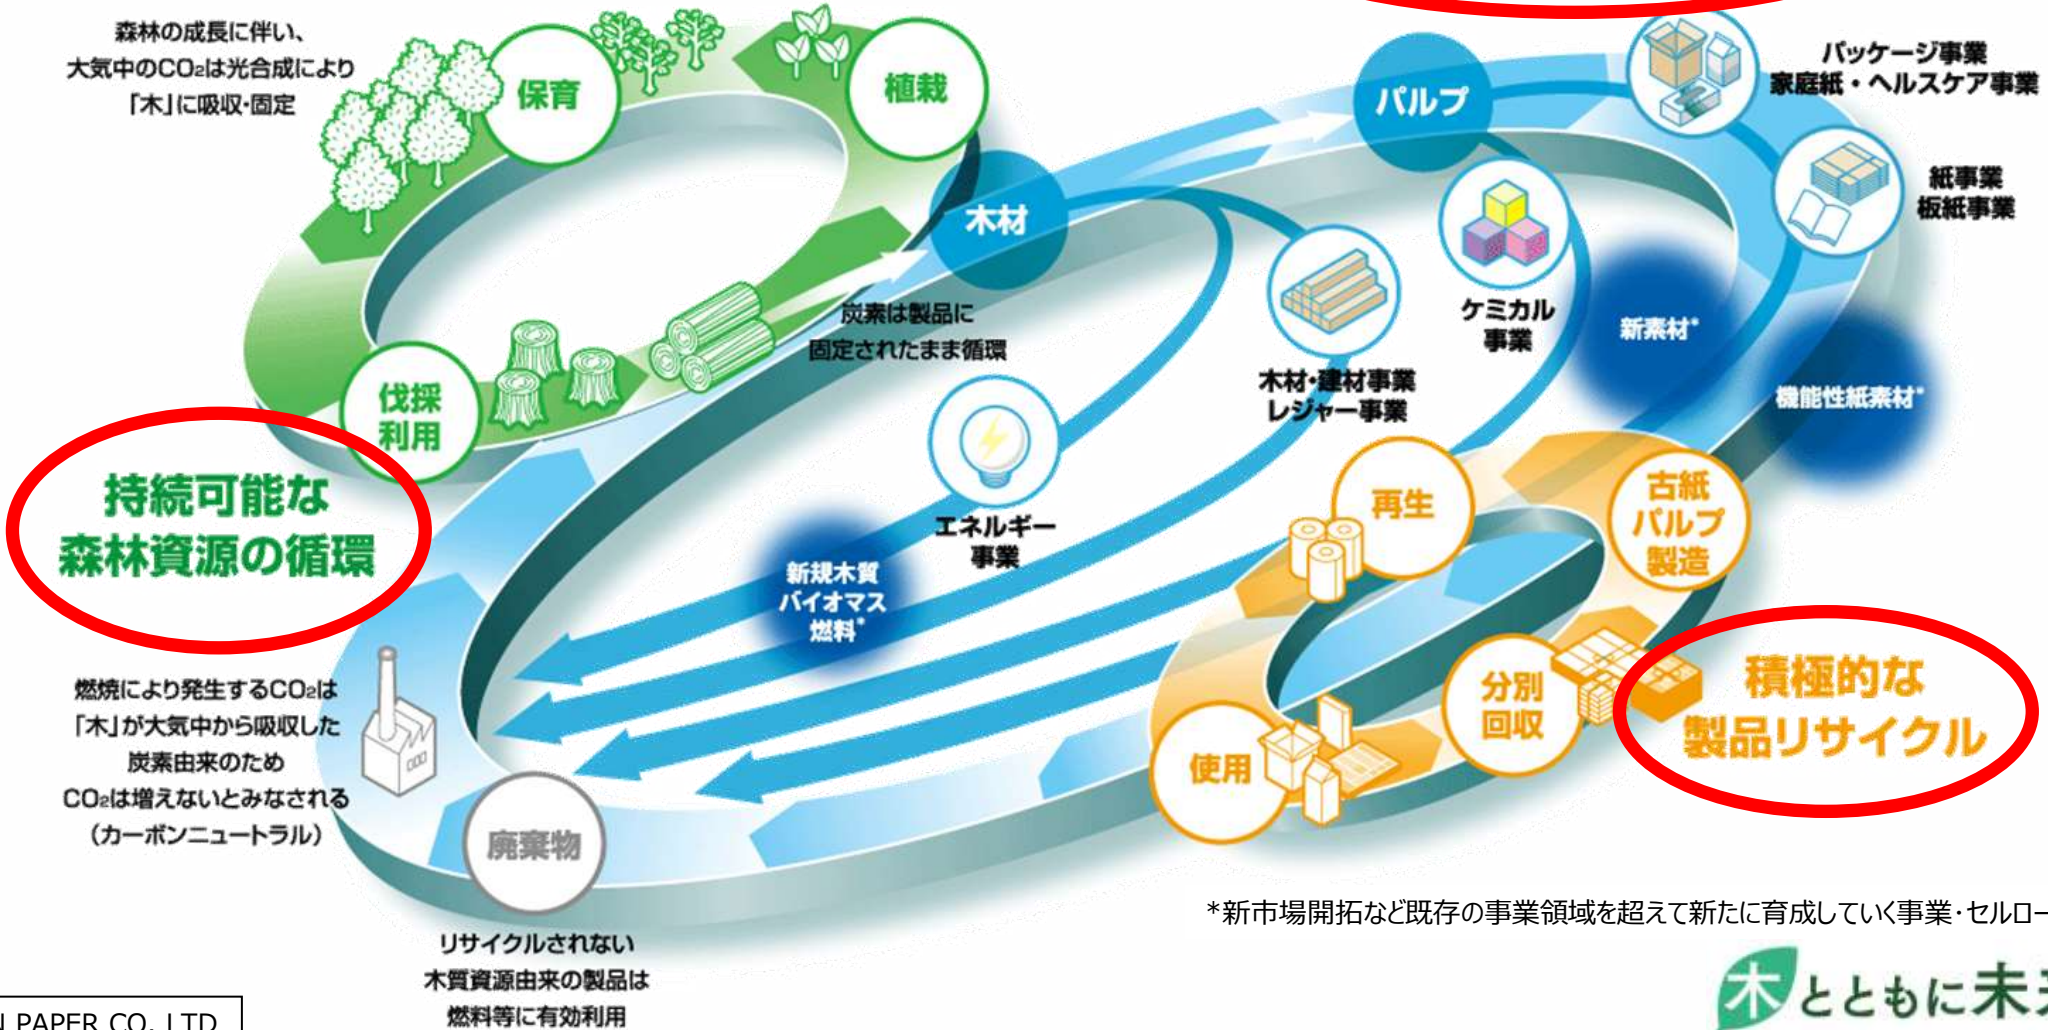 森林の成長に伴い、
大気中のCO₂は光合成により
「木」に吸収・固定
保育
植栽
パルプ
パッケージ事業
家庭紙・ヘルスケア事業
紙事業
板紙事業
木材
ケミカル
事業
新素材*
機能性紙素材*
炭素は製品に
固定されたまま循環
木材・建材事業
レジャー事業
伐採
利用
持続可能な
森林資源の循環
エネルギー
事業
新規木質
バイオマス
燃料*
再生
古紙
パルプ
製造
分別
回収
使用
積極的な
製品リサイクル
燃焼により発生するCO₂は
「木」が大気中から吸収した
炭素由来のため
CO₂は増えないとみなされる
（カーボンニュートラル）
廃棄物
リサイクルされない
木質資源由来の製品は
燃料等に有効利用
*新市場開拓など既存の事業領域を超えて新たに育成していく事業・セルロー
木とともに未
PAPER CO., LTD